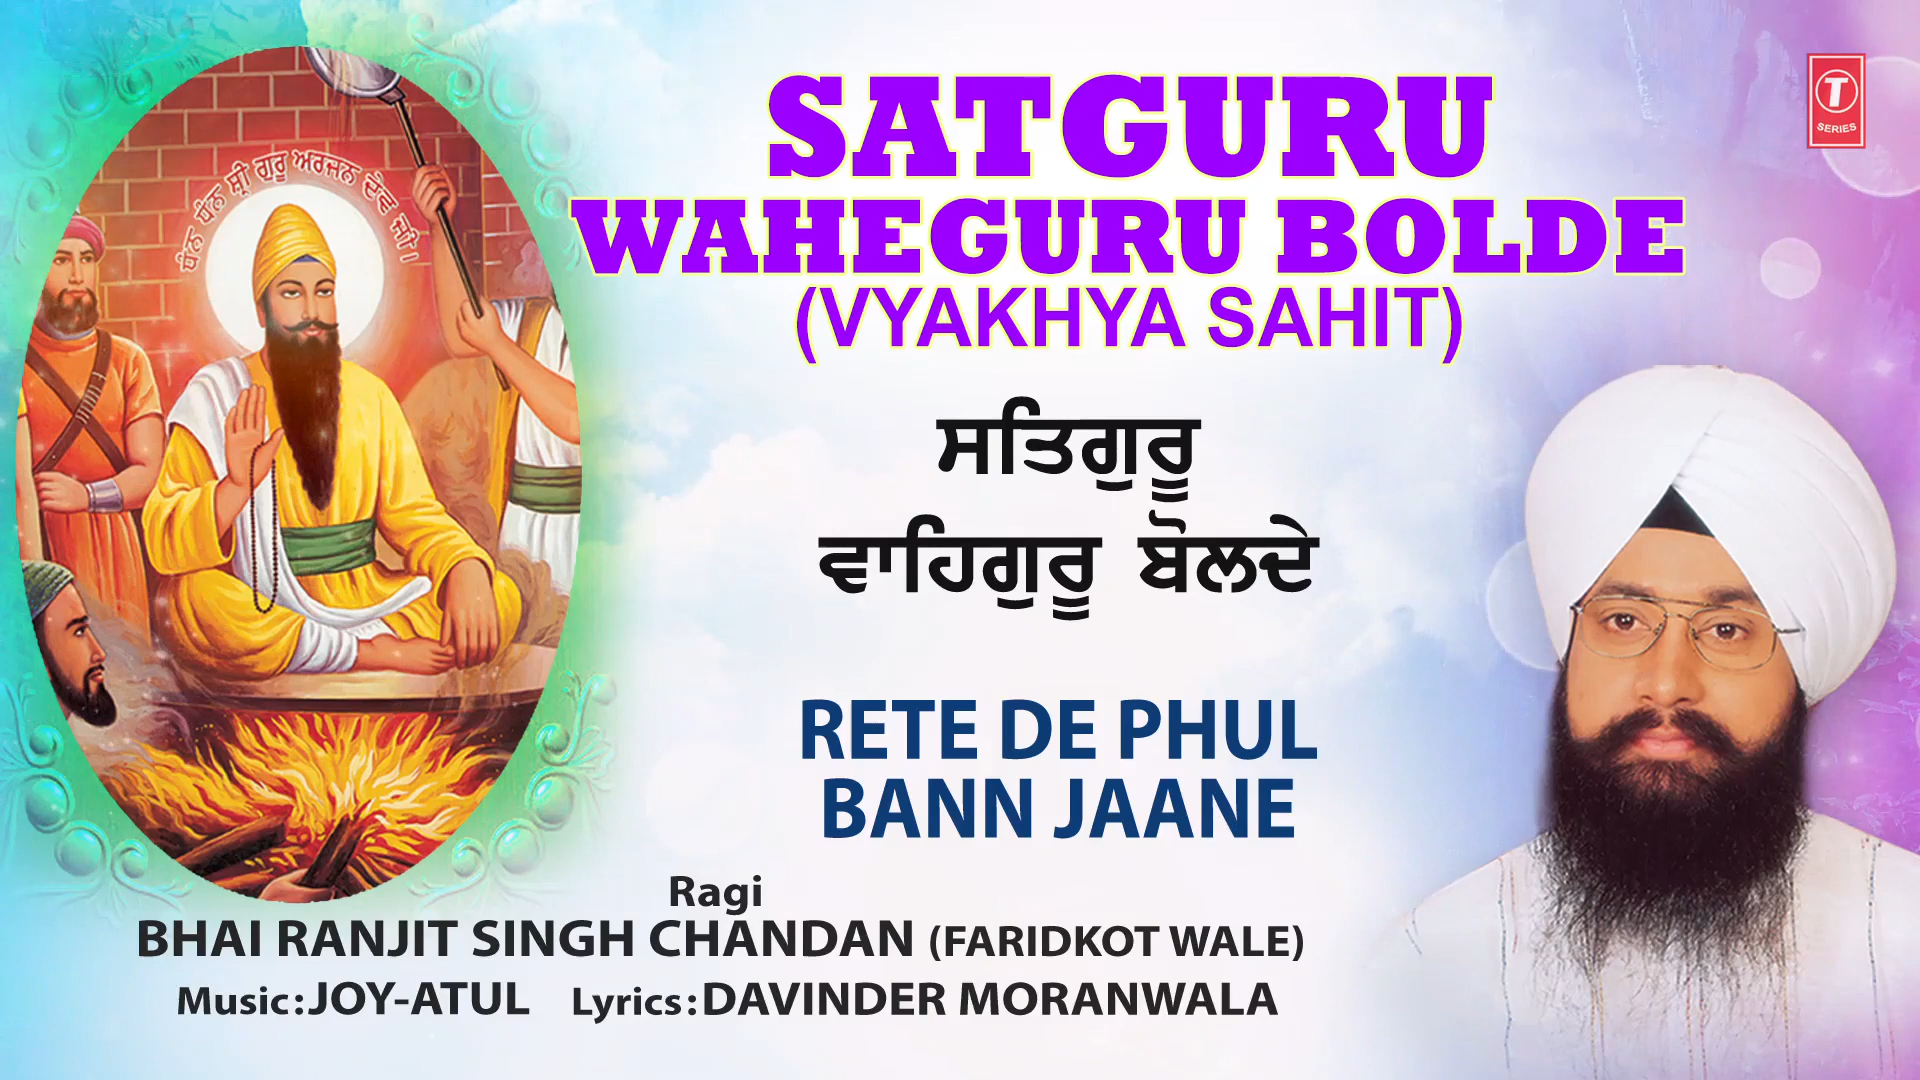 ਧੰਨ ਧੰਨ ਸ਼੍ਰੀ ਗੁਰੂ ਅਰਜਨ ਦੇਵ ਜੀ।
SATGURU
WAHEGURU BOLDE
(VYAKHYA SAHIT)
T
SERIES
ਸਤਿਗੁਰੂ
ਵਾਹਿਗੁਰੂ ਬੋਲਦੇ
RETE DE PHUL
BANN JAANE
Ragi
BHAI RANJIT SINGH CHANDAN (FARIDKOT WALE)
Music:JOY-ATUL Lyrics:DAVINDER MORANWALA